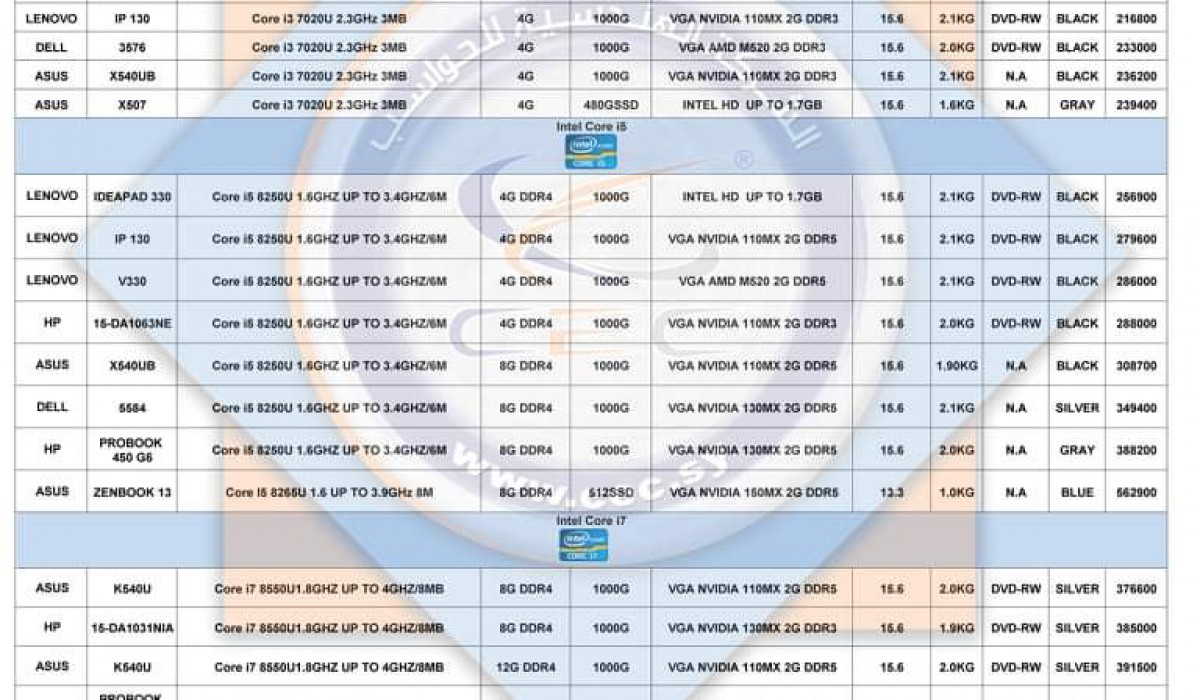 LENOVO IP 130 Core i3 7020U 2.3GHz 3MB 4G 1000G VGA NVIDIA 110MX 2G DDR3 15.6 2.1KG DVD-RW BLACK 216800
DELL 3576 Core i3 7020U 2.3GHz 3MB 4G 1000G VGA AMD M520 2G DDR3 15.6 2.0KG DVD-RW BLACK 233000
ASUS X540UB Core i3 7020U 2.3GHz 3MB 4G 1000G VGA NVIDIA 110MX 2G DDR3 15.6 2.1KG N.A BLACK 236200
ASUS X507 Core i3 7020U 2.3GHz 3MB 4G 480GSSD INTEL HD UP TO 1.7GB 15.6 1.6KG N.A GRAY 239400
Intel Core i5
intel
CORE i5
LENOVO IDEAPAD 330 Core i5 8250U 1.6GHZ UP TO 3.4GHZ/6M 4G DDR4 1000G INTEL HD UP TO 1.7GB 15.6 2.1KG DVD-RW BLACK 256900
LENOVO IP 130 Core i5 8250U 1.6GHZ UP TO 3.4GHZ/6M 4G DDR4 1000G VGA NVIDIA 110MX 2G DDR5 15.6 2.1KG DVD-RW BLACK 279600
LENOVO V330 Core i5 8250U 1.6GHZ UP TO 3.4GHZ/6M 4G DDR4 1000G VGA AMD M520 2G DDR5 15.6 2.1KG DVD-RW BLACK 286000
HP 15-DA1063NE Core i5 8250U 1.6GHZ UP TO 3.4GHZ/6M 4G DDR4 1000G VGA NVIDIA 110MX 2G DDR3 15.6 2.0KG DVD-RW BLACK 288000
ASUS X540UB Core i5 8250U 1.6GHZ UP TO 3.4GHZ/6M 8G DDR4 1000G VGA NVIDIA 110MX 2G DDR5 15.6 1.90KG N.A BLACK 308700
DELL 5584 Core i5 8250U 1.6GHZ UP TO 3.4GHZ/6M 8G DDR4 1000G VGA NVIDIA 130MX 2G DDR5 15.6 2.1KG N.A SILVER 349400
HP PROBOOK 450 G6 Core i5 8250U 1.6GHZ UP TO 3.4GHZ/6M 8G DDR4 1000G VGA NVIDIA 130MX 2G DDR5 15.6 2.0KG N.A GRAY 388200
ASUS ZENBOOK 13 Core I5 8265U 1.6 UP TO 3.9GHz 8M 8G DDR4 512SSD VGA NVIDIA 150MX 2G DDR5 13.3 1.0KG N.A BLUE 562900
www.cec.sy
Intel Core i7
intel
CORE i7
ASUS K540U Core i7 8550U1.8GHZ UP TO 4GHZ/8MB 8G DDR4 1000G VGA NVIDIA 110MX 2G DDR5 15.6 2.0KG DVD-RW SILVER 376600
HP 15-DA1031NIA Core i7 8550U1.8GHZ UP TO 4GHZ/8MB 8G DDR4 1000G VGA NVIDIA 130MX 2G DDR3 15.6 1.9KG DVD-RW SILVER 385000
ASUS K540U Core i7 8550U1.8GHZ UP TO 4GHZ/8MB 12G DDR4 1000G VGA NVIDIA 110MX 2G DDR5 15.6 2.0KG DVD-RW SILVER 391500
PROBOOK